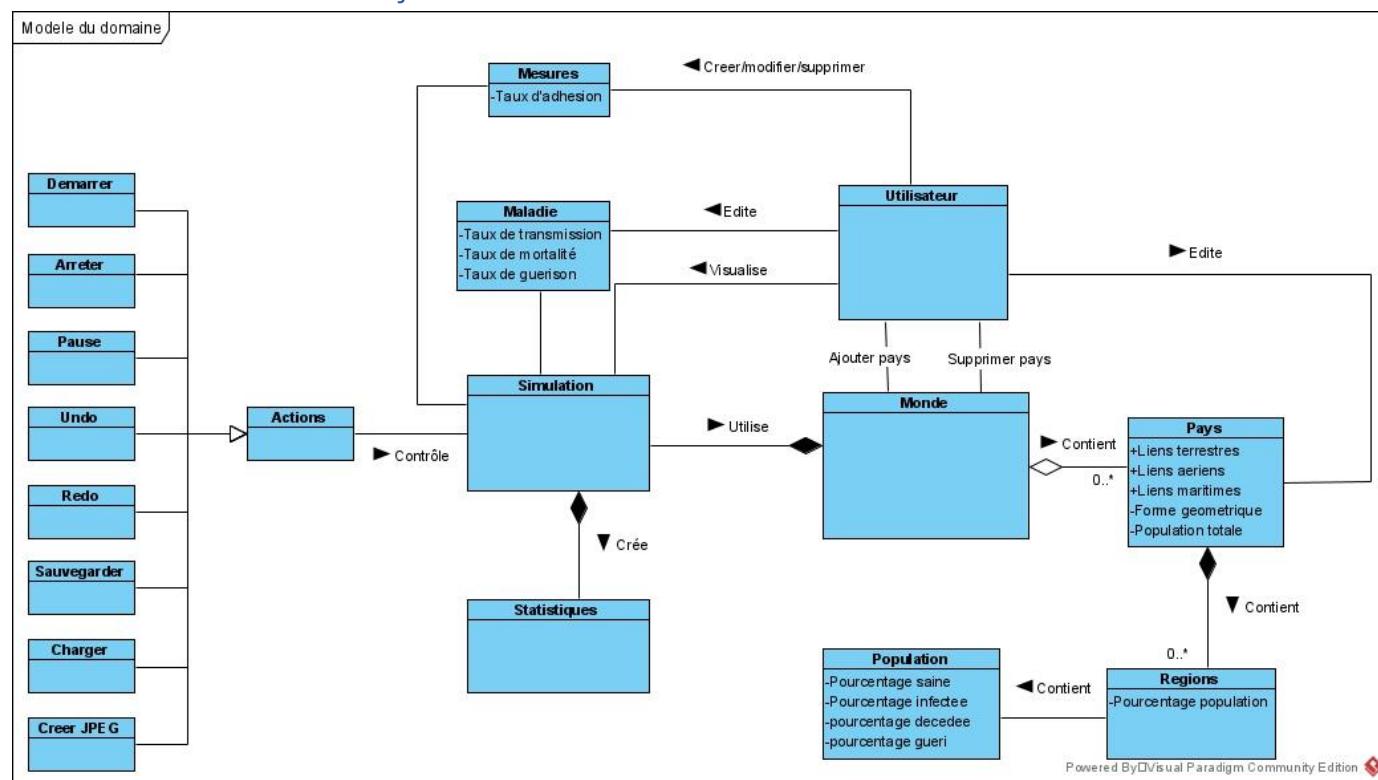 Modele du domaine
Mesures
-Taux d'adhesion
◄ Creer/modifier/supprimer
Demarrer
Arreter
Pause
Undo
Redo
Sauvegarder
Charger
Creer JPEG
Actions
► Contrôle
Maladie
-Taux de transmission
-Taux de mortalité
-Taux de guerison
◄ Edite
◄ Visualise
Utilisateur
► Edite
Ajouter pays
Supprimer pays
Simulation
► Utilise
Monde
► Contient
0..*
Pays
+Liens terrestres
+Liens aeriens
+Liens maritimes
-Forme geometrique
-Population totale
▼ Crée
Statistiques
▼ Contient
0..*
Population
-Pourcentage saine
-Pourcentage infectee
-pourcentage decedee
-pourcentage gueri
◄ Contient
Regions
-Pourcentage population
Powered By□Visual Paradigm Community Edition